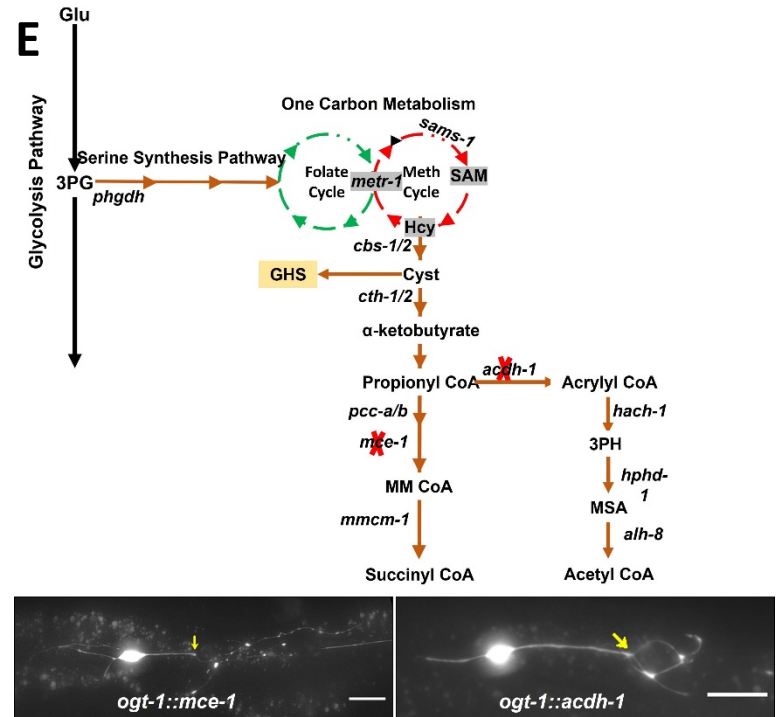 Glu
E
One Carbon Metabolism
sams-1
Glycolysis Pathway
Serine Synthesis Pathway
3PG
phgdh
Folate
Cycle
metr-1
Meth
Cycle
SAM
Hcy
cbs-1/2
GHS
Cyst
cth-1/2
α-ketobutyrate
acdh-1
Propionyl CoA
Acrylyl CoA
pcc-a/b
hach-1
mce-1
3PH
hphd-
1
MM CoA
MSA
mmcm-1
alh-8
Succinyl CoA
Acetyl CoA
ogt-1::mce-1
ogt-1::acdh-1